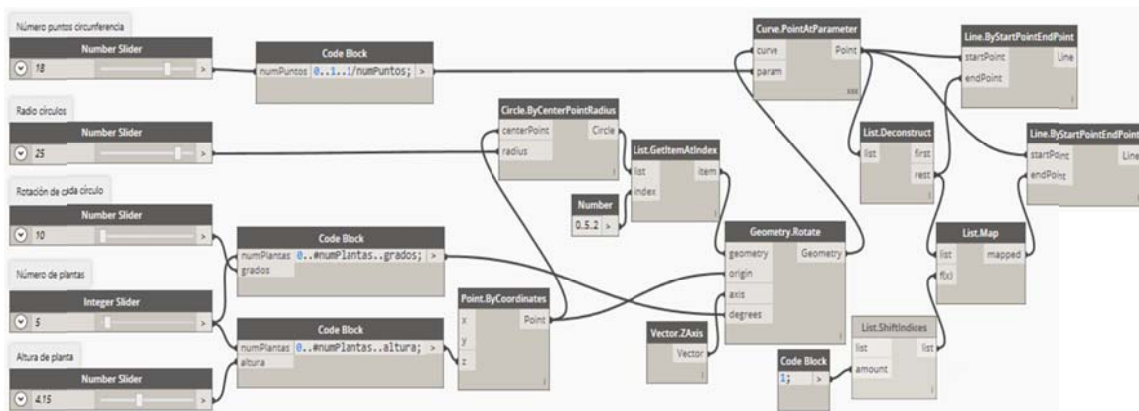 Número puntos circunferencia
Number Slider
18 >
Code Block
numPuntos 0..1..1/numPuntos; >
Radio círculos
Number Slider
25 >
Rotación de cada círculo
Number Slider
10 >
Número de plantas
Integer Slider
5 >
Altura de planta
Number Slider
4.15 >
Code Block
numPlantas 0..#numPlantas..grados; >
grados
Code Block
numPlantas 0..#numPlantas..altura; >
altura
Circle.ByCenterPointRadius
centerPoint Circle
radius
Point.ByCoordinates
x Point
y
z
List.GetItemAtIndex
list item
index
Number
0..5..2 >
Vector.ZAxis
Vector
Geometry.Rotate
geometry Geometry
origin
axis
degrees
Curve.PointAtParameter
curve Point
param
xxx
Code Block
1; >
List.ShiftIndices
list list
amount
List.Deconstruct
list first
rest
List.Map
list mapped
f(x)
Line.ByStartPointEndPoint
startPoint Line
endPoint
Line.ByStartPointEndPoint
startPoint Line
endPoint